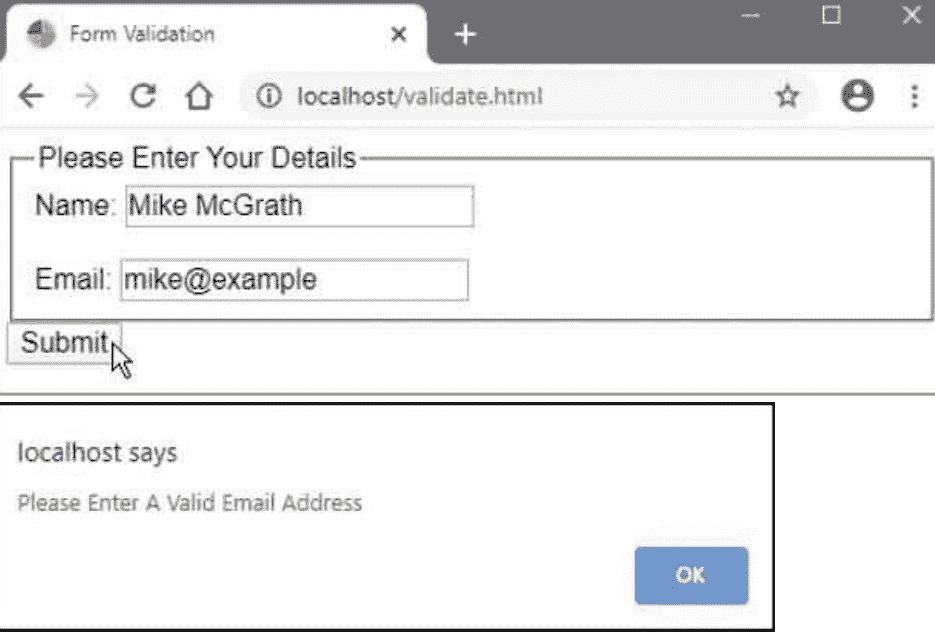 Form Validation
localhost/validate.html
Please Enter Your Details
Name: Mike McGrath
Email: mike@example
Submit
localhost says
Please Enter A Valid Email Address
OK